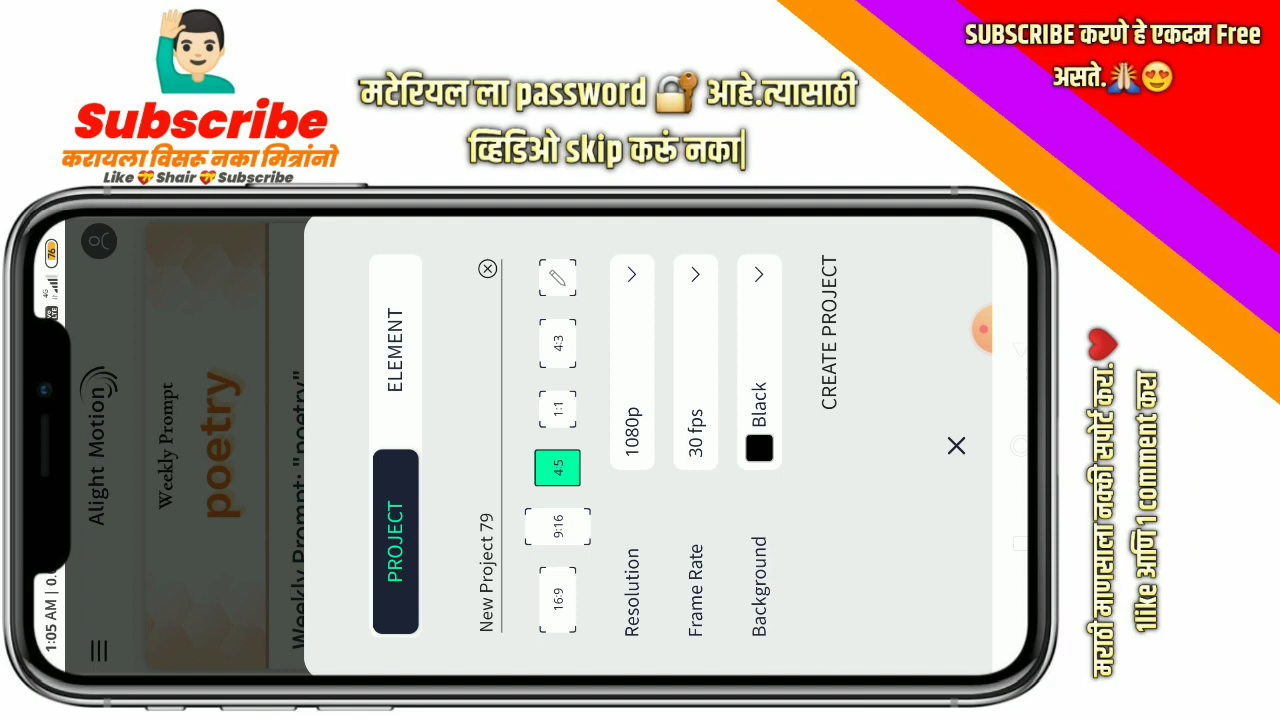 SUBSCRIBE करणे हे एकदम Free
असते.🙏😍
मटेरियल ला password 🔐 आहे.त्यासाठी
व्हिडिओ skip करूं नका|
Subscribe
करायला विसरू नका मित्रांनो
Like 💝 Shair 💝 Subscribe
1:05 AM | 0.
4G
76
Alight Motion
Weekly Prompt
poetry
Weekly Prompt: "poetry"
PROJECT
ELEMENT
New Project 79
16:9
9:16
4:5
1:1
4:3
Resolution
1080p
Frame Rate
30 fps
Background
Black
CREATE PROJECT
मराठी माणसाला नक्की सपोर्ट करा.❤️
1like आणि 1 comment करा